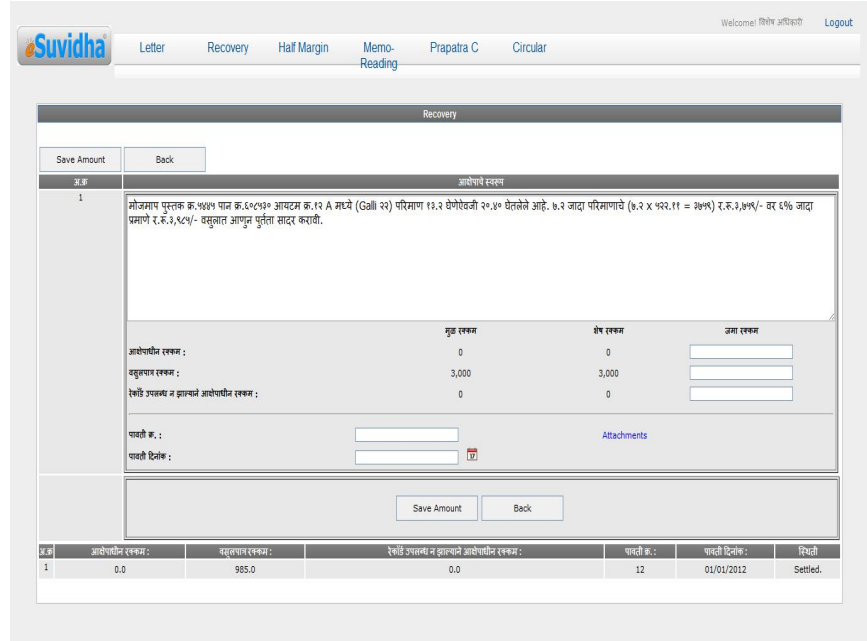 Welcome! विशेष अधिकारी Logout
eSuvidha
Letter Recovery Half Margin Memo-Reading Prapatra C Circular
Recovery
Save Amount Back
अ.क्र आक्षेपाचे स्वरूप
1
मोजमाप पुस्तक क्र.५४४५ पान क्र.६०८५३० आयटम क्र.१२ A मध्ये (Galli २२) परिमाण १३.२ घेणेऐवजी २०.४० घेतलेले आहे. ७.२ जादा परिमाणाचे (७.२ x ५२२.११ = ३७५९) र.रू.३,७५९/- वर ६% जादा
प्रमाणे र.रू.३,९८५/- वसुलात आणुन पुर्तता सादर करावी.
मुळ रक्कम शेष रक्कम जमा रक्कम
आक्षेपाधीन रक्कम : 0 0
वसुलपात्र रक्कम : 3,000 3,000
रेकॉर्ड उपलब्ध न झाल्याने आक्षेपाधीन रक्कम : 0 0
पावती क्र. : Attachments
पावती दिनांक : 17
Save Amount Back
अ.क्र आक्षेपाधीन रक्कम : वसुलपात्र रक्कम : रेकॉर्ड उपलब्ध न झाल्याने आक्षेपाधीन रक्कम : पावती क्र. : पावती दिनांक : स्थिती
1 0.0 985.0 0.0 12 01/01/2012 Settled.